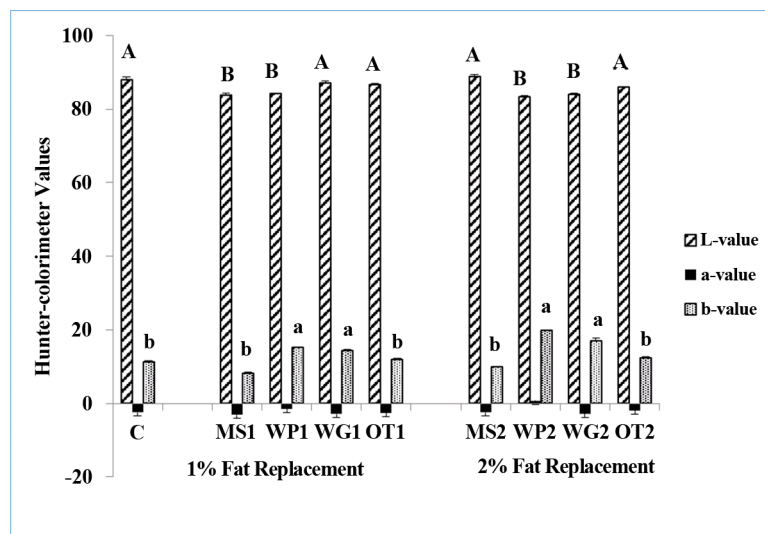 100
80
60
40
20
0
-20
Hunter-colorimeter Values
A B B A A A B B A
b b a a b b a a b
C MS1 WP1 WG1 OT1 MS2 WP2 WG2 OT2
1% Fat Replacement 2% Fat Replacement
L-value
a-value
b-value